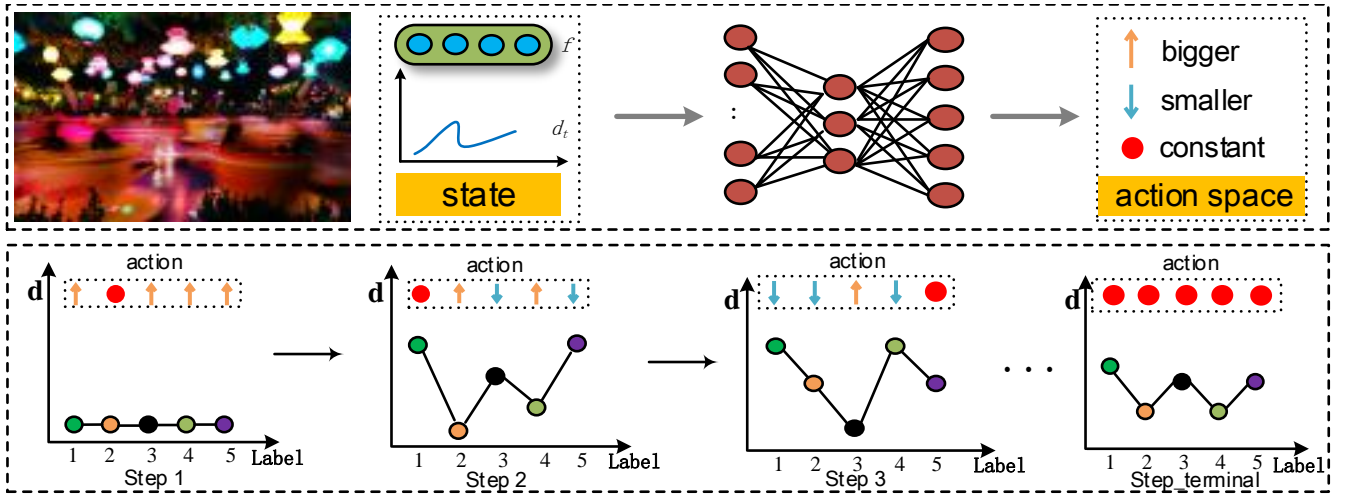 f
d_t
state
bigger
smaller
constant
action space
action
d
1 2 3 4 5 Label
Step 1
action
d
1 2 3 4 5 Label
Step 2
action
d
1 2 3 4 5 Label
Step 3
. . .
action
d
1 2 3 4 5 Label
Step_terminal